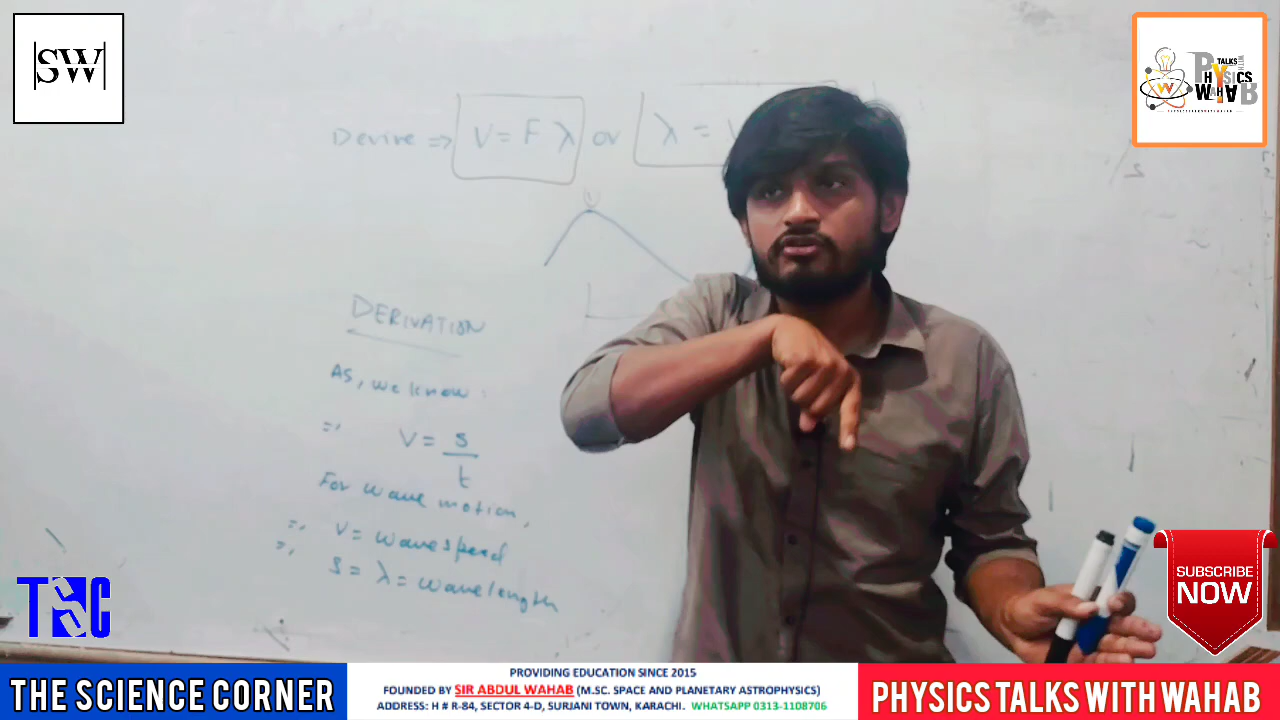 |SW|
TALKS
PHYSICS
WITH
WAHAB
Derive => V = F λ or λ =
DERIVATION
As, we know:
V = s
t
For wave motion,
V = wave speed
s = λ = wavelength
TSC
SUBSCRIBE
NOW
THE SCIENCE CORNER
PROVIDING EDUCATION SINCE 2015
FOUNDED BY SIR ABDUL WAHAB (M.SC. SPACE AND PLANETARY ASTROPHYSICS)
ADDRESS: H # R-84, SECTOR 4-D, SURJANI TOWN, KARACHI. WHATSAPP 0313-1108706
PHYSICS TALKS WITH WAHAB